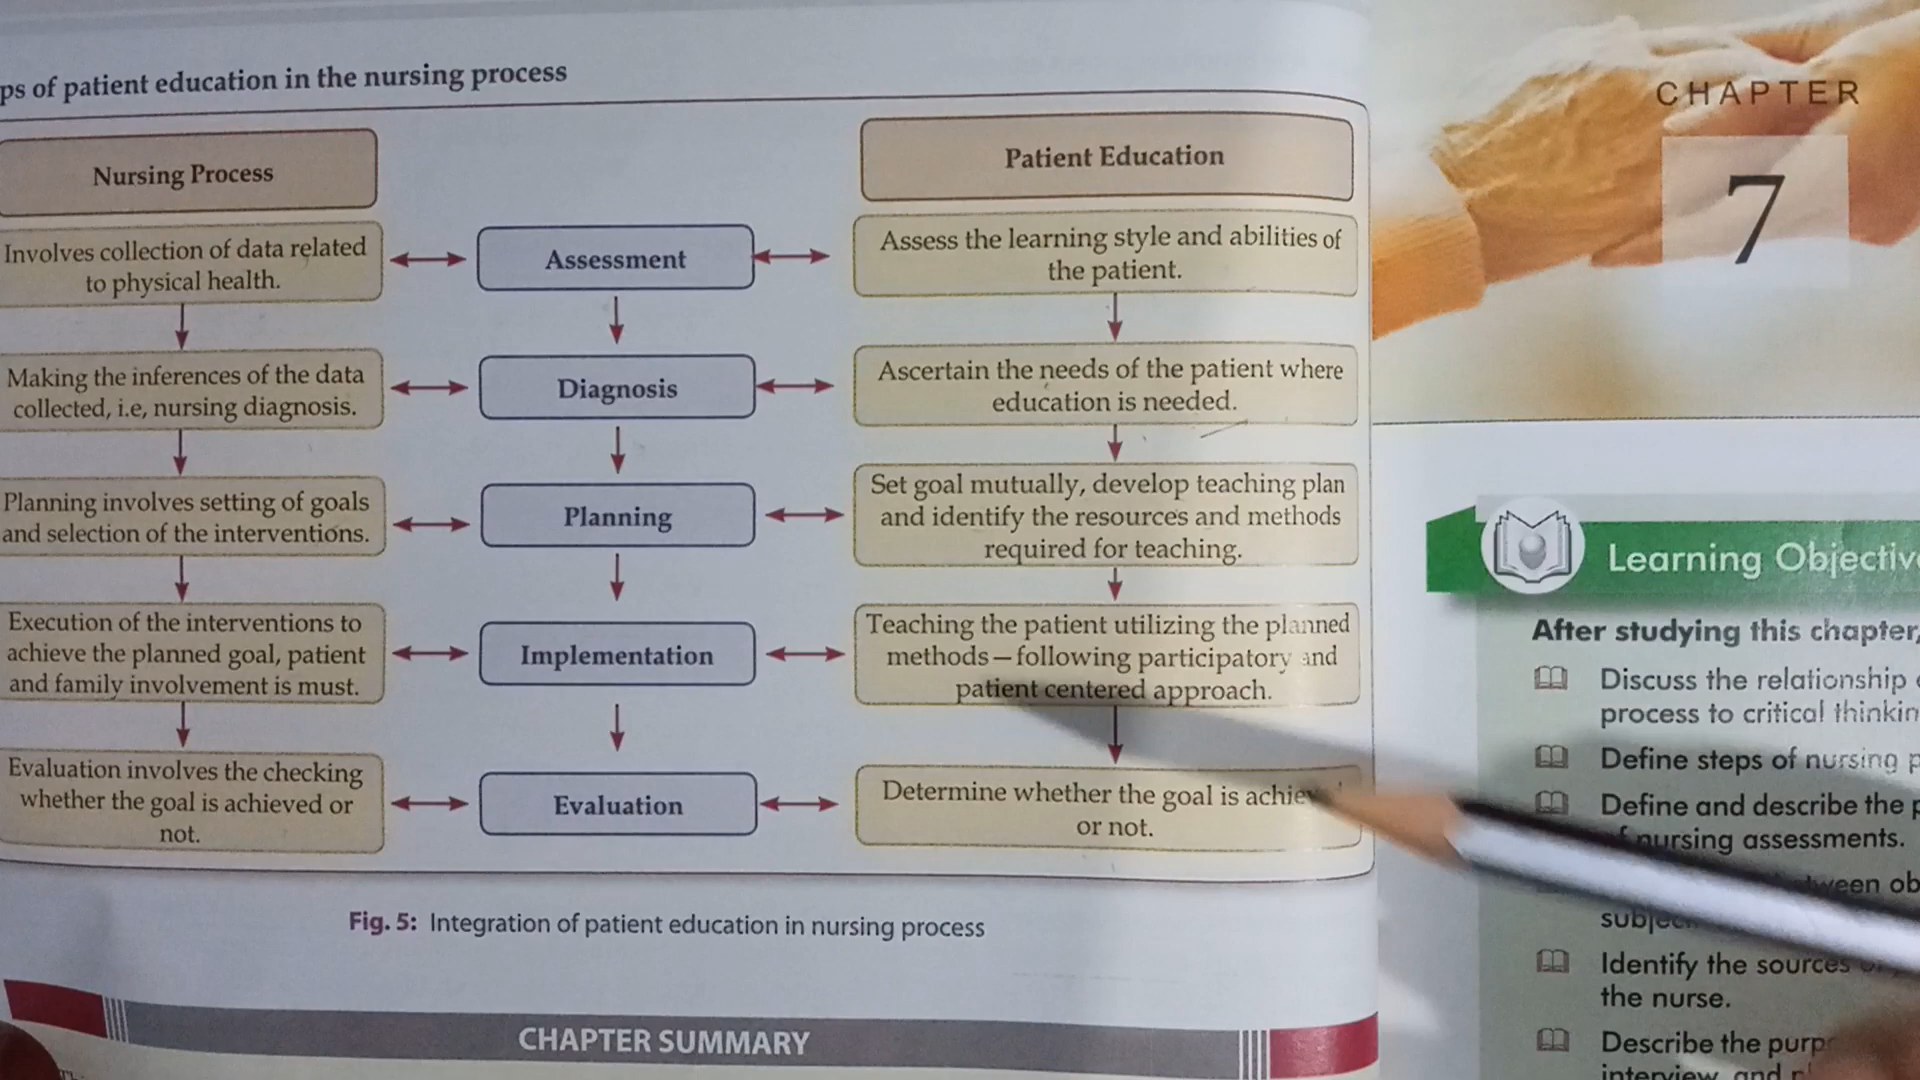 ps of patient education in the nursing process
Nursing Process
Patient Education
Involves collection of data related
to physical health.
Assessment
Assess the learning style and abilities of
the patient.
Making the inferences of the data
collected, i.e, nursing diagnosis.
Diagnosis
Ascertain the needs of the patient where
education is needed.
Planning involves setting of goals
and selection of the interventions.
Planning
Set goal mutually, develop teaching plan
and identify the resources and methods
required for teaching.
Execution of the interventions to
achieve the planned goal, patient
and family involvement is must.
Implementation
Teaching the patient utilizing the planned
methods—following participatory and
patient centered approach.
Evaluation involves the checking
whether the goal is achieved or
not.
Evaluation
Determine whether the goal is
or not.
Fig. 5: Integration of patient education in nursing process
CHAPTER SUMMARY
CHAPTER
7
Learning
After studying this chapter,
Discuss the relationship
process to critical
Define steps of nursing
Define and describe the
nursing assessments.
Identify the sources
the nurse.
Describe the
interview and